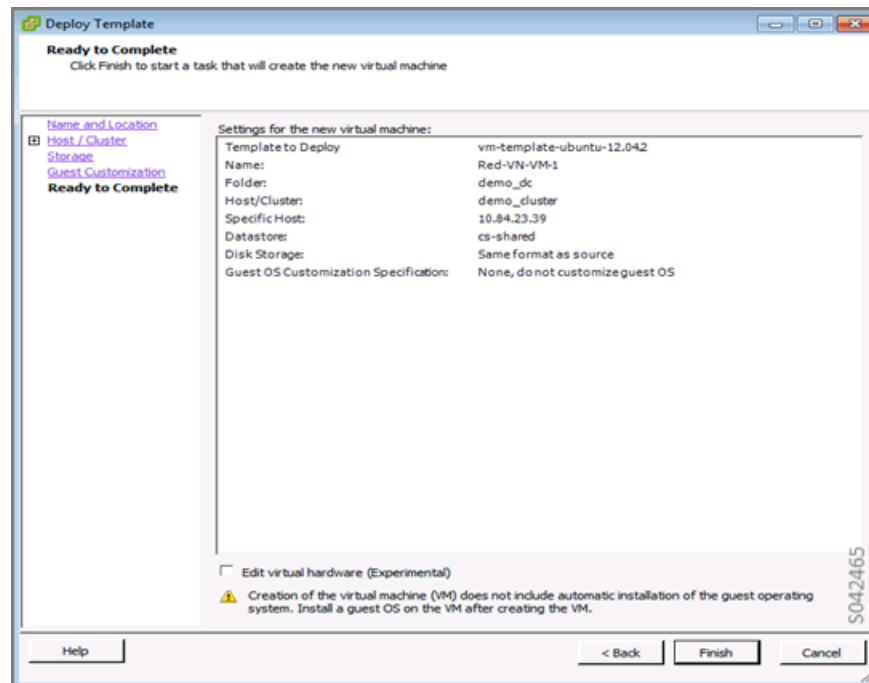 Deploy Template
Ready to Complete
Click Finish to start a task that will create the new virtual machine
Name and Location
Host / Cluster
Storage
Guest Customization
Ready to Complete
Settings for the new virtual machine:
Template to Deploy vm-template-ubuntu-12.04.2
Name: Red-VN-VM-1
Folder: demo_dc
Host/Cluster: demo_cluster
Specific Host: 10.84.23.39
Datastore: cs-shared
Disk Storage: Same format as source
Guest OS Customization Specification: None, do not customize guest OS
Edit virtual hardware (Experimental)
Creation of the virtual machine (VM) does not include automatic installation of the guest operating
system. Install a guest OS on the VM after creating the VM.
S042465
Help
< Back
Finish
Cancel